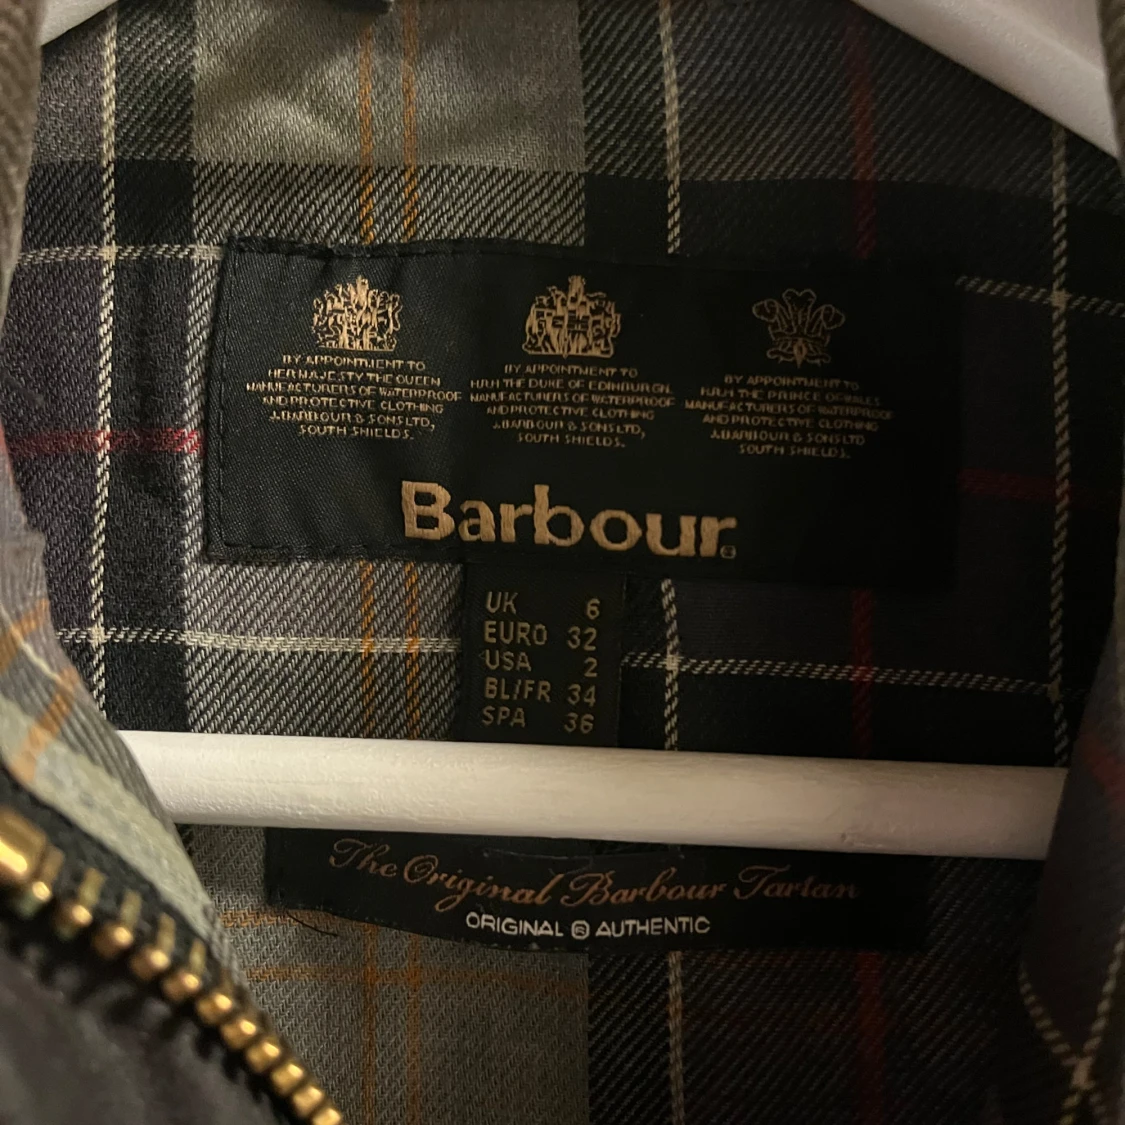 BY APPOINTMENT TO
HER MAJESTY THE QUEEN
MANUFACTURERS OF WATERPROOF
AND PROTECTIVE CLOTHING
J.BARBOUR & SONS LTD,
SOUTH SHIELDS.
BY APPOINTMENT TO
H.R.H THE DUKE OF EDINBURGH.
MANUFACTURERS OF WATERPROOF
AND PROTECTIVE CLOTHING
J.BARBOUR & SONS LTD,
SOUTH SHIELDS.
BY APPOINTMENT TO
H.R.H THE PRINCE OF WALES
MANUFACTURERS OF WATERPROOF
AND PROTECTIVE CLOTHING
J.BARBOUR & SONS LTD
SOUTH SHIELDS.
Barbour®
UK 6
EURO 32
USA 2
BL/FR 34
SPA 36
The Original Barbour Tartan
ORIGINAL ® AUTHENTIC